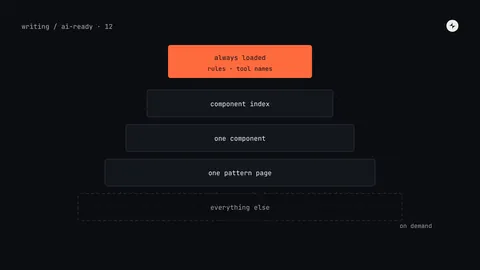 writing / ai-ready · 12
always loaded
rules · tool names
component index
one component
one pattern page
everything else
on demand